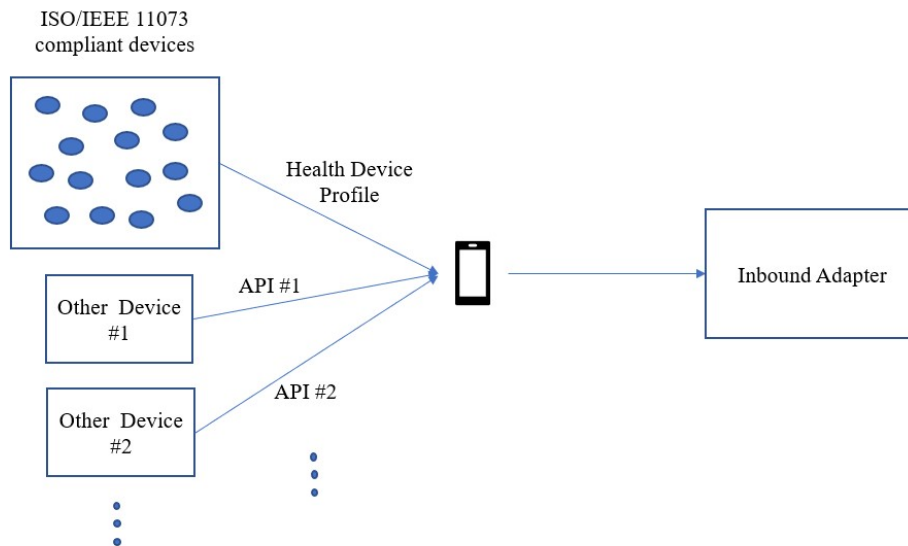 ISO/IEEE 11073
compliant devices
Health Device
Profile
API #1
Other Device
#1
Inbound Adapter
API #2
Other Device
#2